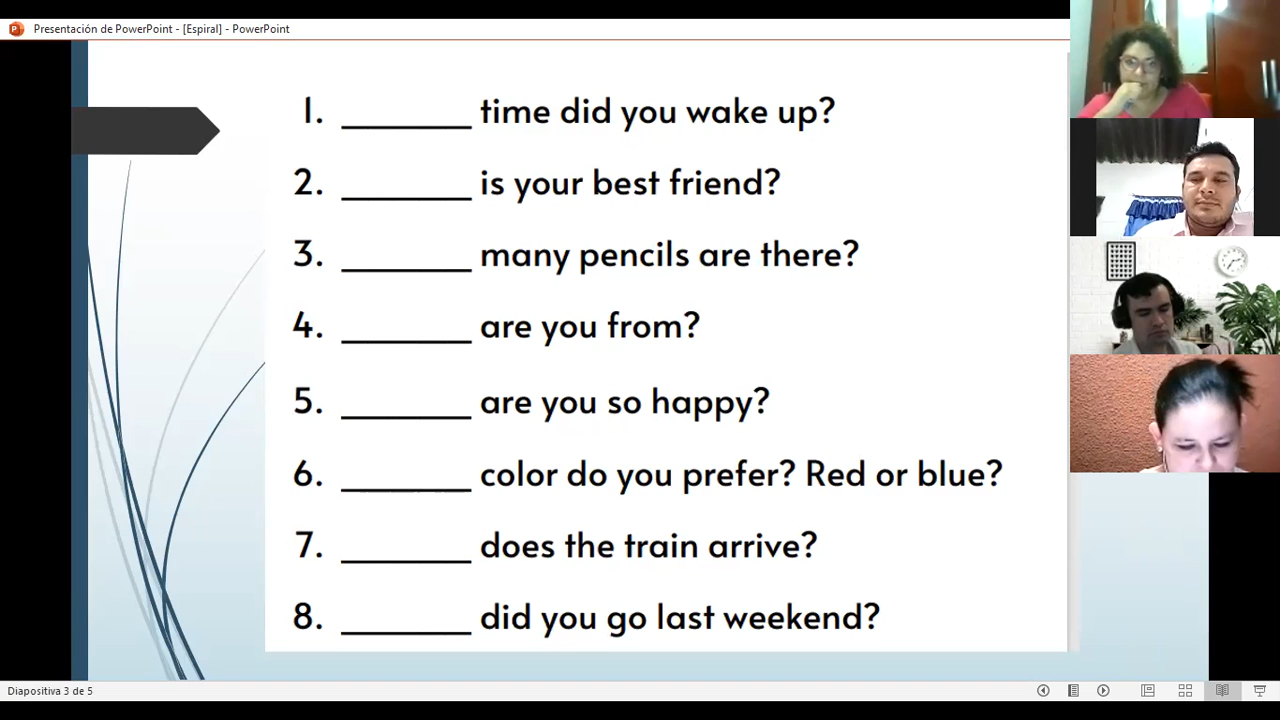 Presentación de PowerPoint - [Espiral] - PowerPoint
1. _______ time did you wake up?
2. _______ is your best friend?
3. _______ many pencils are there?
4. _______ are you from?
5. _______ are you so happy?
6. _______ color do you prefer? Red or blue?
7. _______ does the train arrive?
8. _______ did you go last weekend?
Diapositiva 3 de 5